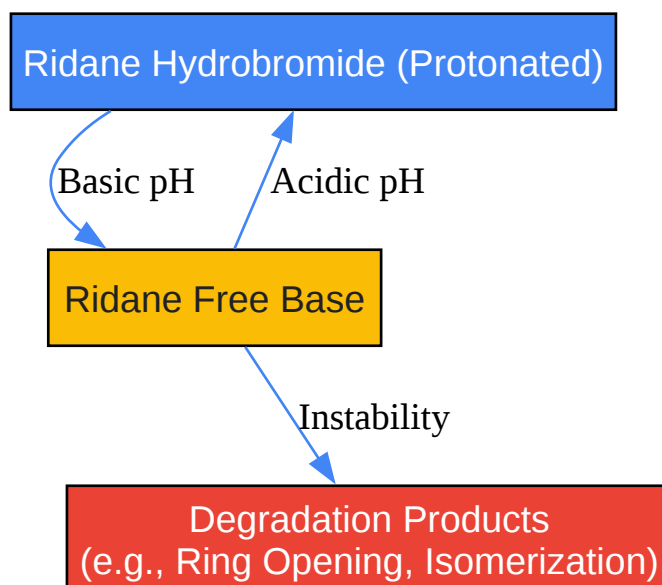 Ridane Hydrobromide (Protonated)
Basic pH
Acidic pH
Ridane Free Base
Instability
Degradation Products
(e.g., Ring Opening, Isomerization)